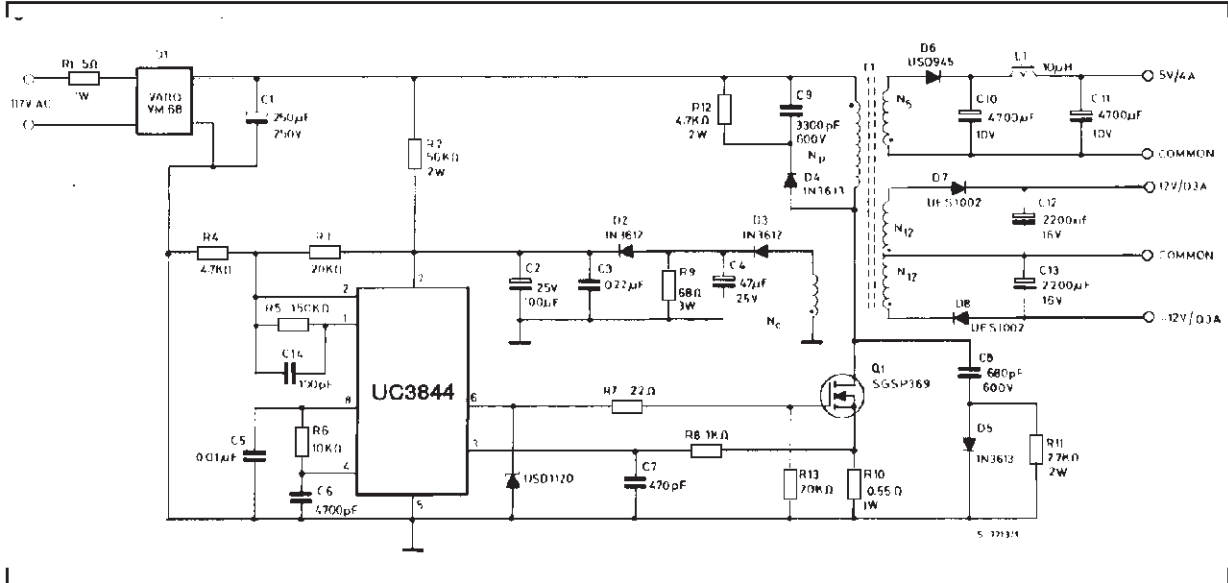 R1 5Ω
1W
117V AC
VARO
VM 68
C1
250µF
250V
R2
50KΩ
2W
R12
4.7KΩ
2W
C9
3300pF
600V
Np
D4
1N3613
T1
D6
USD945
L1
10µH
5V/4A
N5
C10
4700µF
10V
C11
4700µF
10V
COMMON
D7
UES1002
12V/0.3A
N12
C12
2200µF
16V
COMMON
N12
C13
2200µF
16V
D8
UES1002
-12V/0.3A
R4
4.7KΩ
R3
20KΩ
D2
1N3612
D3
1N3612
C2
25V
100µF
C3
0.22µF
R9
68Ω
3W
C4
47µF
25V
Nc
7
2
R5 150KΩ
1
C14
100pF
UC3844
8
R6
10KΩ
C5
0.01µF
4
C6
4700pF
5
6
3
R7 22Ω
USD1120
R8 1KΩ
C7
470pF
R13
20KΩ
R10
0.55Ω
1W
Q1
SGSP369
C8
680pF
600V
D5
1N3613
R11
2.7KΩ
2W